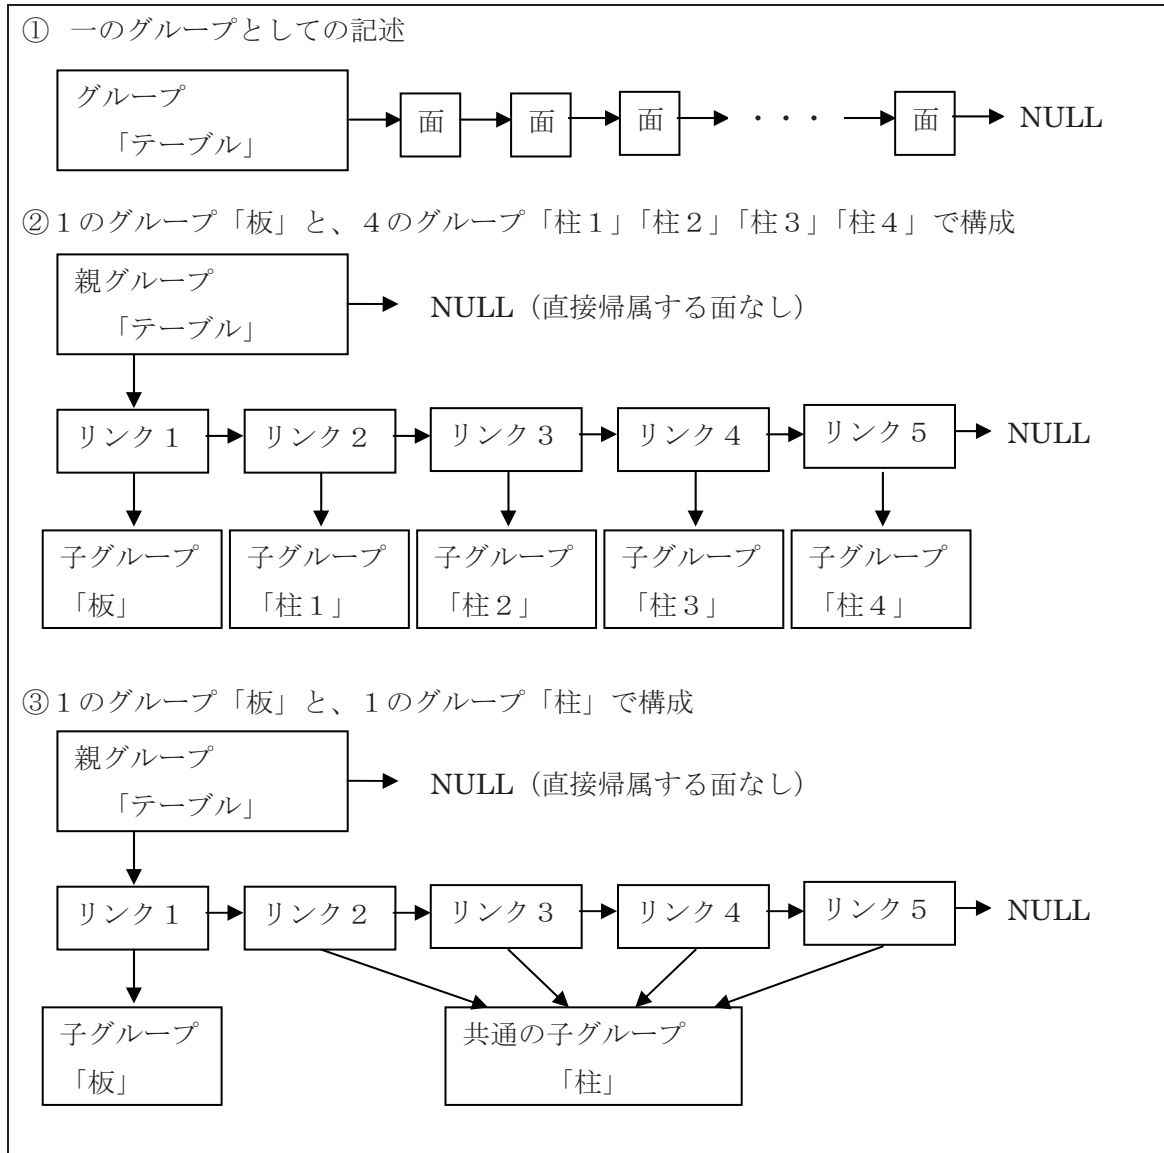 ① 一のグループとしての記述
グループ
「テーブル」
面 面 面 ・・・ 面 NULL
②１のグループ「板」と、４のグループ「柱１」「柱２」「柱３」「柱４」で構成
親グループ
「テーブル」
NULL（直接帰属する面なし）
リンク１ リンク２ リンク３ リンク４ リンク５ NULL
子グループ 子グループ 子グループ 子グループ 子グループ
「板」 「柱１」 「柱２」 「柱３」 「柱４」
③１のグループ「板」と、１のグループ「柱」で構成
親グループ
「テーブル」
NULL（直接帰属する面なし）
リンク１ リンク２ リンク３ リンク４ リンク５ NULL
子グループ 共通の子グループ
「板」 「柱」